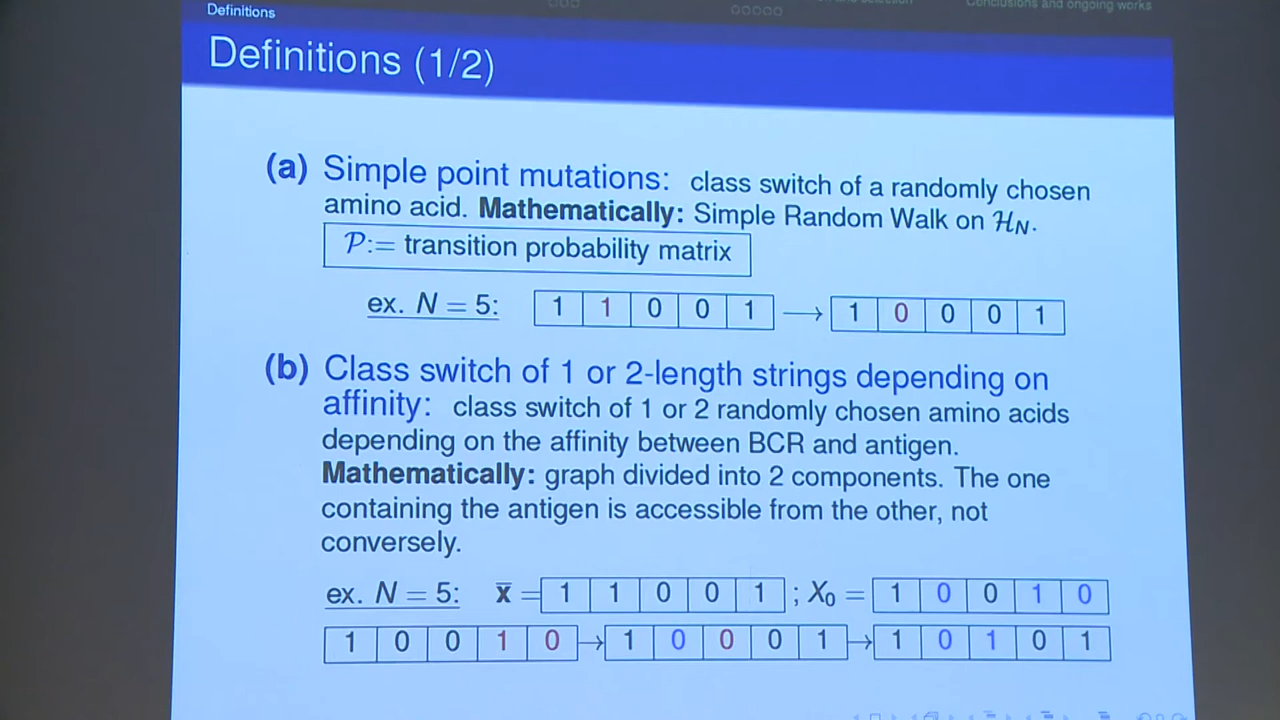 Definitions
Conclusions and ongoing works
Definitions (1/2)
(a) Simple point mutations: class switch of a randomly chosen
amino acid. Mathematically: Simple Random Walk on ℋN.
𝒫:= transition probability matrix
ex. N = 5: 1 1 0 0 1 → 1 0 0 0 1
(b) Class switch of 1 or 2-length strings depending on
affinity: class switch of 1 or 2 randomly chosen amino acids
depending on the affinity between BCR and antigen.
Mathematically: graph divided into 2 components. The one
containing the antigen is accessible from the other, not
conversely.
ex. N = 5: x̄ = 1 1 0 0 1 ; X0 = 1 0 0 1 0
1 0 0 1 0 → 1 0 0 0 1 → 1 0 1 0 1